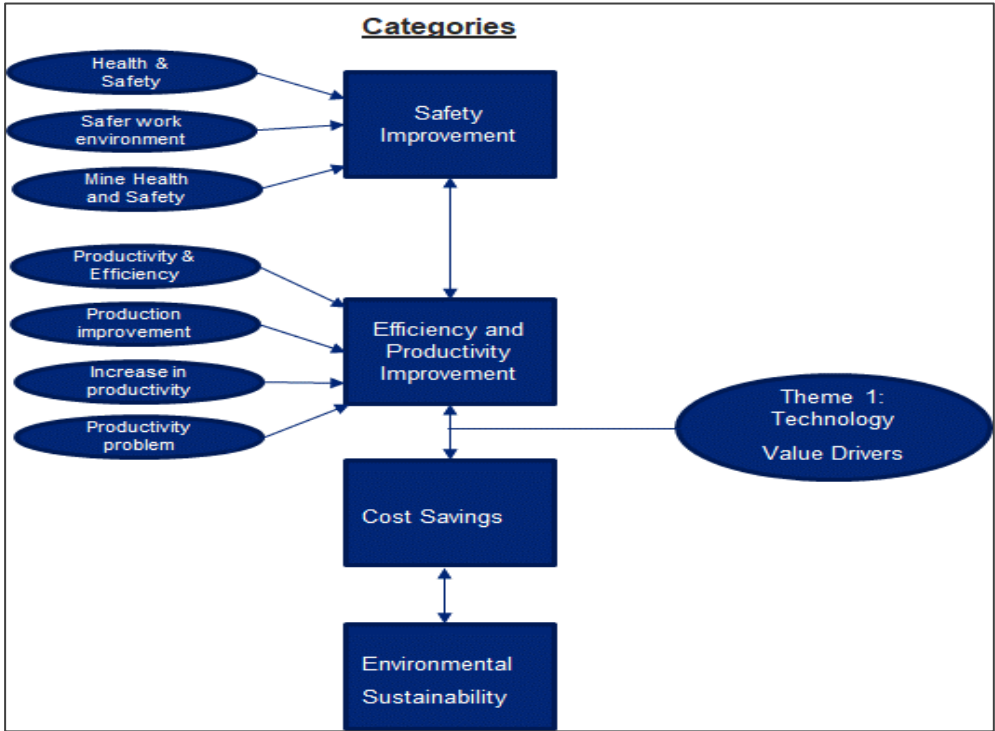 Categories
Health &
Safety
Safer work
environment
Mine Health
and Safety
Safety
Improvement
Productivity &
Efficiency
Production
improvement
Increase in
productivity
Productivity
problem
Efficiency and
Productivity
Improvement
Theme 1:
Technology
Value Drivers
Cost Savings
Environmental
Sustainability